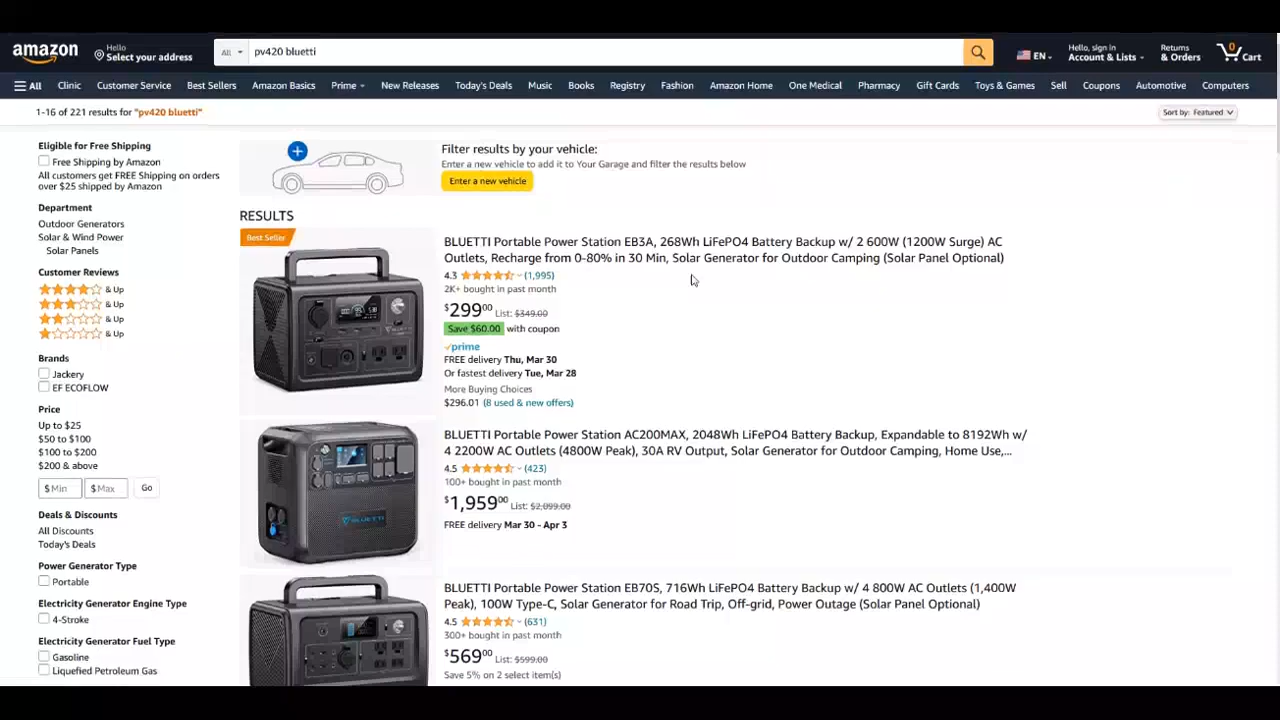 amazon
Hello
Select your address
All
pv420 bluetti
EN
Hello, sign in
Account & Lists
Returns
& Orders
0
Cart
All
Clinic
Customer Service
Best Sellers
Amazon Basics
Prime
New Releases
Today's Deals
Music
Books
Registry
Fashion
Amazon Home
One Medical
Pharmacy
Gift Cards
Toys & Games
Sell
Coupons
Automotive
Computers
1-16 of 221 results for "pv420 bluetti"
Sort by: Featured
Eligible for Free Shipping
Free Shipping by Amazon
All customers get FREE Shipping on orders
over $25 shipped by Amazon
Department
Outdoor Generators
Solar & Wind Power
Solar Panels
Customer Reviews
& Up
& Up
& Up
& Up
Brands
Jackery
EF ECOFLOW
Price
Up to $25
$50 to $100
$100 to $200
$200 & above
$ Min
$ Max
Go
Deals & Discounts
All Discounts
Today's Deals
Power Generator Type
Portable
Electricity Generator Engine Type
4-Stroke
Electricity Generator Fuel Type
Gasoline
Liquefied Petroleum Gas
Filter results by your vehicle:
Enter a new vehicle to add it to Your Garage and filter the results below
Enter a new vehicle
RESULTS
Best Seller
BLUETTI Portable Power Station EB3A, 268Wh LiFePO4 Battery Backup w/ 2 600W (1200W Surge) AC
Outlets, Recharge from 0-80% in 30 Min, Solar Generator for Outdoor Camping (Solar Panel Optional)
4.3 (1,995)
2K+ bought in past month
$299.00 List: $349.00
Save $60.00 with coupon
prime
FREE delivery Thu, Mar 30
Or fastest delivery Tue, Mar 28
More Buying Choices
$296.01 (8 used & new offers)
BLUETTI
BLUETTI Portable Power Station AC200MAX, 2048Wh LiFePO4 Battery Backup, Expandable to 8192Wh w/
4 2200W AC Outlets (4800W Peak), 30A RV Output, Solar Generator for Outdoor Camping, Home Use,...
4.5 (423)
100+ bought in past month
$1,959.00 List: $2,099.00
FREE delivery Mar 30 - Apr 3
BLUETTI Portable Power Station EB70S, 716Wh LiFePO4 Battery Backup w/ 4 800W AC Outlets (1,400W
Peak), 100W Type-C, Solar Generator for Road Trip, Off-grid, Power Outage (Solar Panel Optional)
4.5 (631)
300+ bought in past month
$569.00 List: $599.00
Save 5% on 2 select item(s)